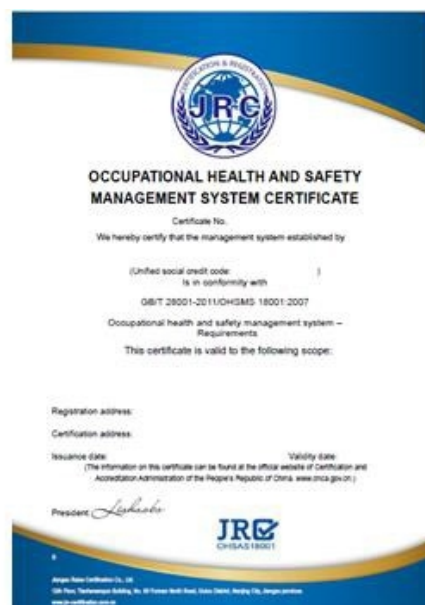 CERTIFICATION & REGISTRATION
JRC
OCCUPATIONAL HEALTH AND SAFETY
MANAGEMENT SYSTEM CERTIFICATE
Certificate No.
We hereby certify that the management system established by
(Unified social credit code: )
Is in conformity with
GB/T 28001-2011/OHSMS 18001:2007
Occupational health and safety management system –
Requirements
This certificate is valid to the following scope:
Registration address:
Certification address:
Issuance date: Validity date:
(The information on this certificate can be found at the official website of Certification and
Accreditation Administration of the People's Republic of China. www.cnca.gov.cn.)
President:
JRC
OHSAS18001
Certification Co., Ltd.
Building, No. North Road, District, Nanjing City, Jiangsu province